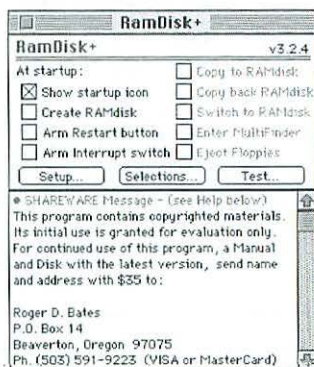 RamDisk+
RamDisk+ v3.2.4
At startup:
Show startup icon
Create RAMdisk
Arm Restart button
Arm Interrupt switch
Copy to RAMdisk
Copy back RAMdisk
Switch to RAMdisk
Enter MultiFinder
Eject Floppies
Setup... Selections... Test...
● SHAREWARE Message - (see Help below)
This program contains copyrighted materials.
Its initial use is granted for evaluation only.
For continued use of this program, a Manual
and Disk with the latest version, send name
and address with $35 to:
Roger D. Bates
P.O. Box 14
Beaverton, Oregon 97075
Ph. (503) 591-9223 (VISA or MasterCard)